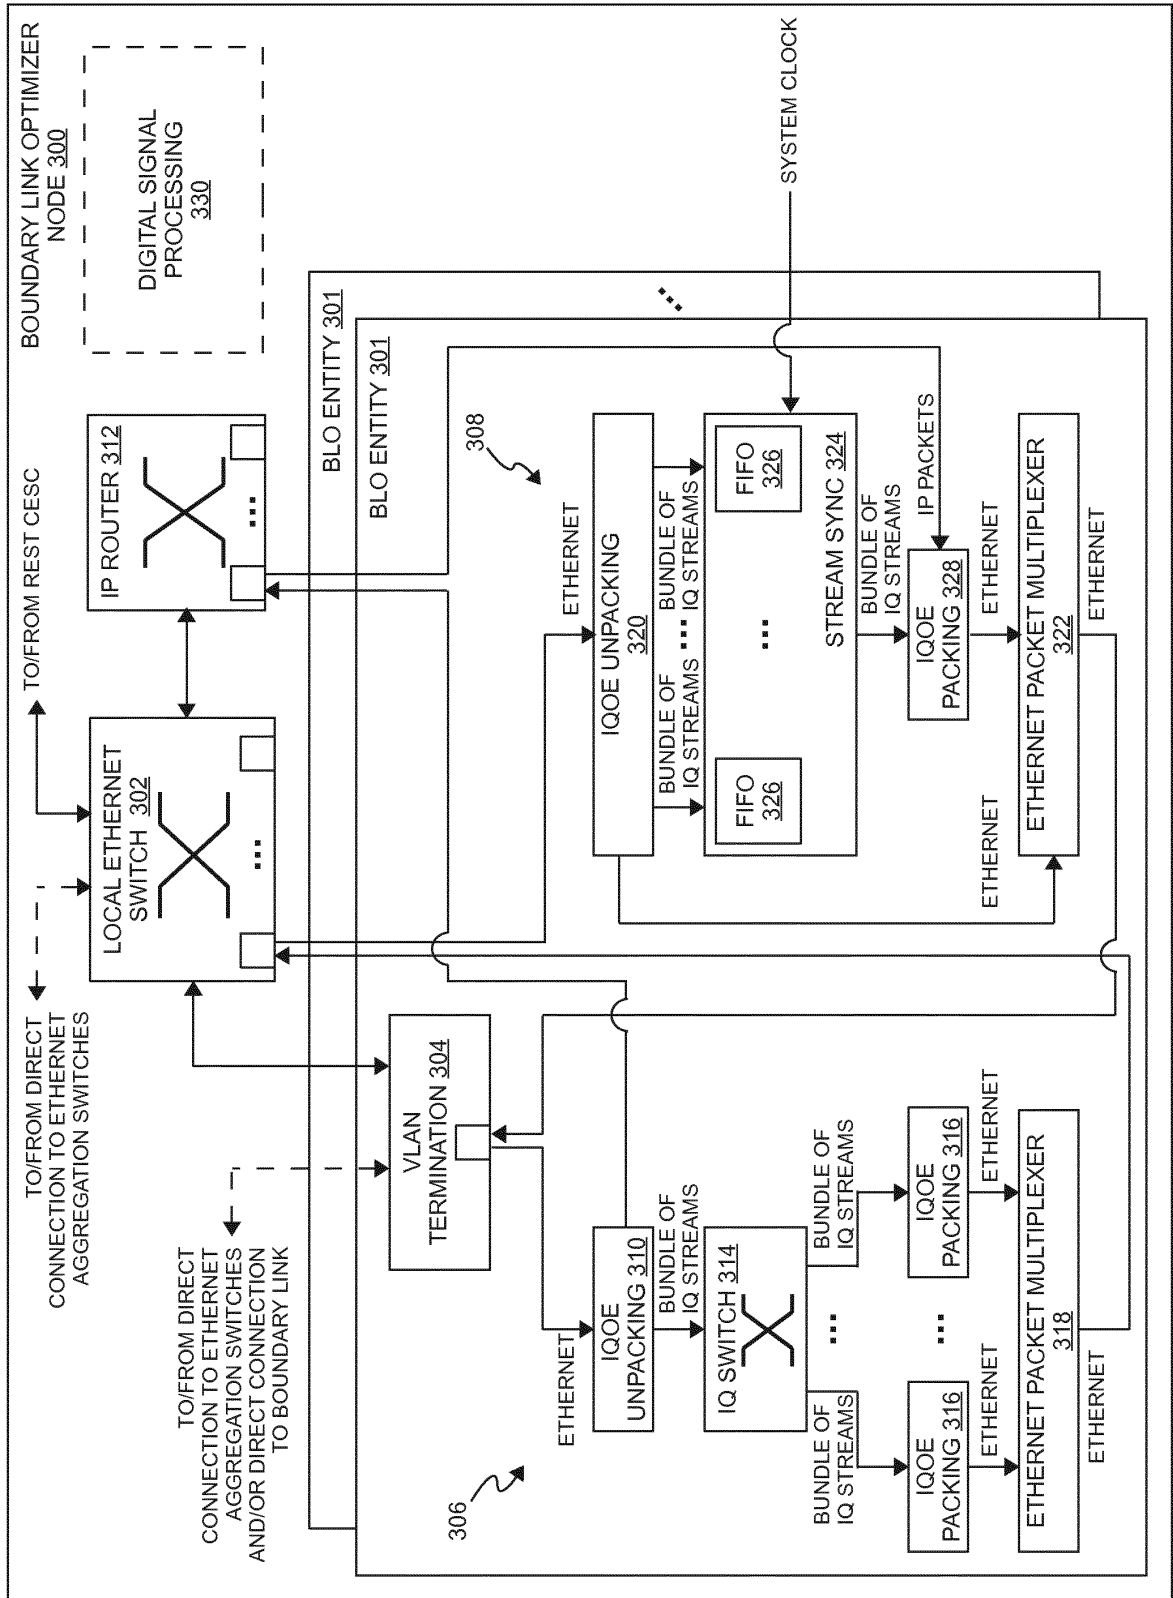 BOUNDARY LINK OPTIMIZER
NODE 300
DIGITAL SIGNAL
PROCESSING
330
TO/FROM REST CESC
IP ROUTER 312
LOCAL ETHERNET
SWITCH 302
TO/FROM DIRECT
CONNECTION TO ETHERNET
AGGREGATION SWITCHES
TO/FROM DIRECT
CONNECTION TO ETHERNET
AGGREGATION SWITCHES
AND/OR DIRECT CONNECTION
TO BOUNDARY LINK
BLO ENTITY 301
BLO ENTITY 301
VLAN
TERMINATION 304
306
ETHERNET
IQOE
UNPACKING 310
BUNDLE OF
IQ STREAMS
IQ SWITCH 314
BUNDLE OF
IQ STREAMS
BUNDLE OF
IQ STREAMS
IQOE
PACKING 316
IQOE
PACKING 316
ETHERNET
ETHERNET
ETHERNET PACKET MULTIPLEXER
318
ETHERNET
308
ETHERNET
IQOE UNPACKING
320
BUNDLE OF
IQ STREAMS
BUNDLE OF
IQ STREAMS
SYSTEM CLOCK
FIFO
326
FIFO
326
STREAM SYNC 324
BUNDLE OF
IQ STREAMS
IP PACKETS
IQOE
PACKING 328
ETHERNET
ETHERNET
ETHERNET PACKET MULTIPLEXER
322
ETHERNET